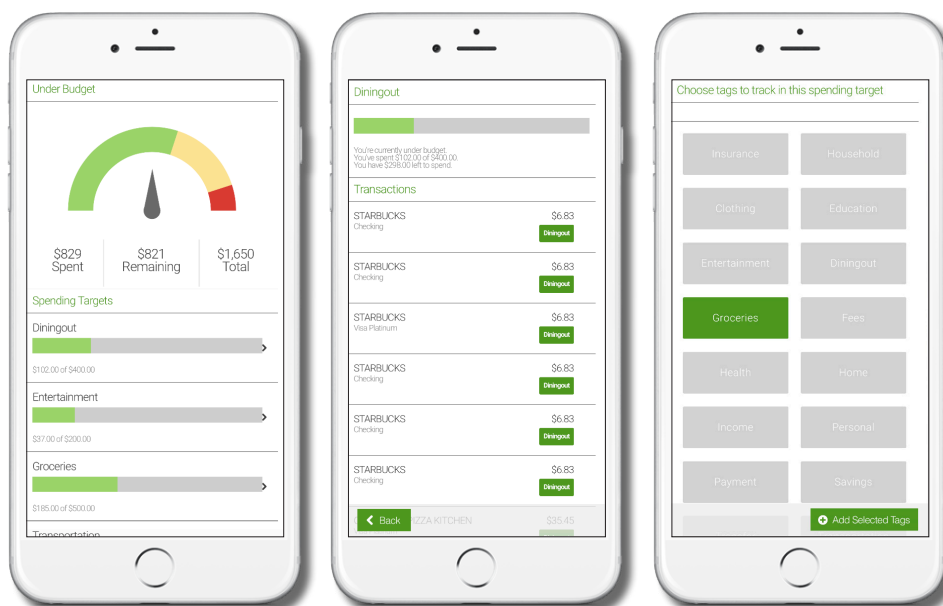 Under Budget
$829
Spent
$821
Remaining
$1,650
Total
Spending Targets
Diningout
$102.00 of $400.00
Entertainment
$37.00 of $200.00
Groceries
$185.00 of $500.00
Transportation
Diningout
You're currently under budget.
You've spent $102.00 of $400.00.
You have $298.00 left to spend.
Transactions
STARBUCKS $6.83
Checking
Diningout
STARBUCKS $6.83
Checking
Diningout
STARBUCKS $6.83
Visa Platinum
Diningout
STARBUCKS $6.83
Checking
Diningout
STARBUCKS $6.83
Checking
Diningout
STARBUCKS $6.83
Checking
Diningout
PIZZA KITCHEN $35.45
Back
Choose tags to track in this spending target
Insurance Household
Clothing Education
Entertainment Diningout
Groceries Fees
Health Home
Income Personal
Payment Savings
Add Selected Tags